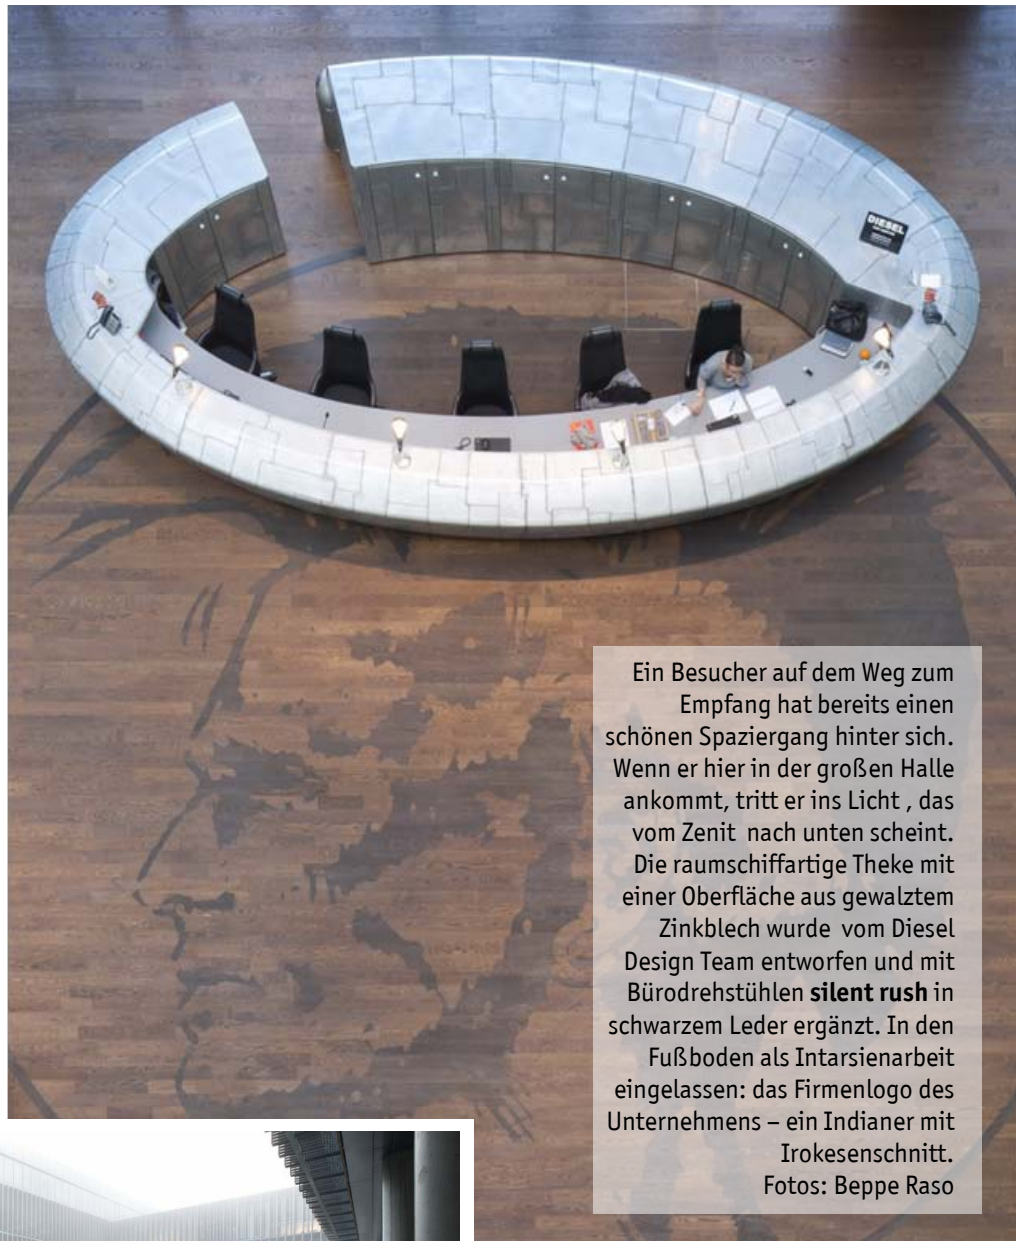 DIESEL
Ein Besucher auf dem Weg zum
Empfang hat bereits einen
schönen Spaziergang hinter sich.
Wenn er hier in der großen Halle
ankommt, tritt er ins Licht , das
vom Zenit  nach unten scheint.
Die raumschiffartige Theke mit
einer Oberfläche aus gewalztem
Zinkblech wurde  vom Diesel
Design Team entworfen und mit
Bürodrehstühlen silent rush in
schwarzem Leder ergänzt. In den
Fußboden als Intarsienarbeit
eingelassen: das Firmenlogo des
Unternehmens – ein Indianer mit
Irokesenschnitt.
Fotos: Beppe Raso